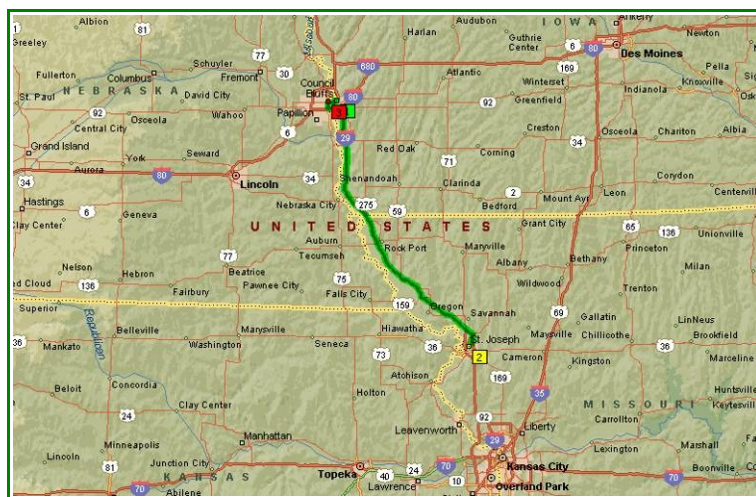 Albion
Greeley
81
Schuyler
77
Missouri
Harlan
Audubon
Guthrie Center
IOWA
Ankeny
6
80
Newton
Des Moines
680
169
Fullerton
Columbus
Fremont
30
Council Bluffs
Atlantic
Winterset
Pella
Knoxville
Indianola
St. Paul
NEBRASKA
David City
80
Papillion
92
Greenfield
92
Central City
Osceola
Wahoo
6
29
Creston
Osceola
Chariton
Albia
Grand Island
York
Seward
Red Oak
71
Corning
34
Aurora
80
Lincoln
34
Shenandoah
Clarinda
2
Mount Ayr
Leon
Corydon
Centerville
34
Hastings
6
Geneva
Nebraska City
275
59
Bedford
Grant City
Clay Center
81
UNITED STATES
65
136
Unionville
77
Auburn
Rock Port
Maryville
Princeton
Tecumseh
Albany
Bethany
Milan
Nelson
Hebron
Beatrice
75
Red Cloud
136
Fairbury
Pawnee City
Falls City
Wildwood
Trenton
Superior
159
Oregon
Savannah
69
Gallatin
LinNeus
Republican
Belleville
Marysville
Hiawatha
St. Joseph
Maysville
Chillicothe
Brookfield
36
Mankato
Washington
Seneca
36
36
73
2
Cameron
Kingston
Marceline
Atchison
169
Beloit
Concordia
Holton
35
Huntsville
Clay Center
MISSOURI
Keytesville
24
92
Carrollton
Leavenworth
Liberty
Lincoln
Minneapolis
Manhattan
29
Lexington
Marshall
81
Junction City
Topeka
24
70
Kansas City
70
KANSAS
40
Boonville
70
Abilene
Lawrence
10
Overland Park